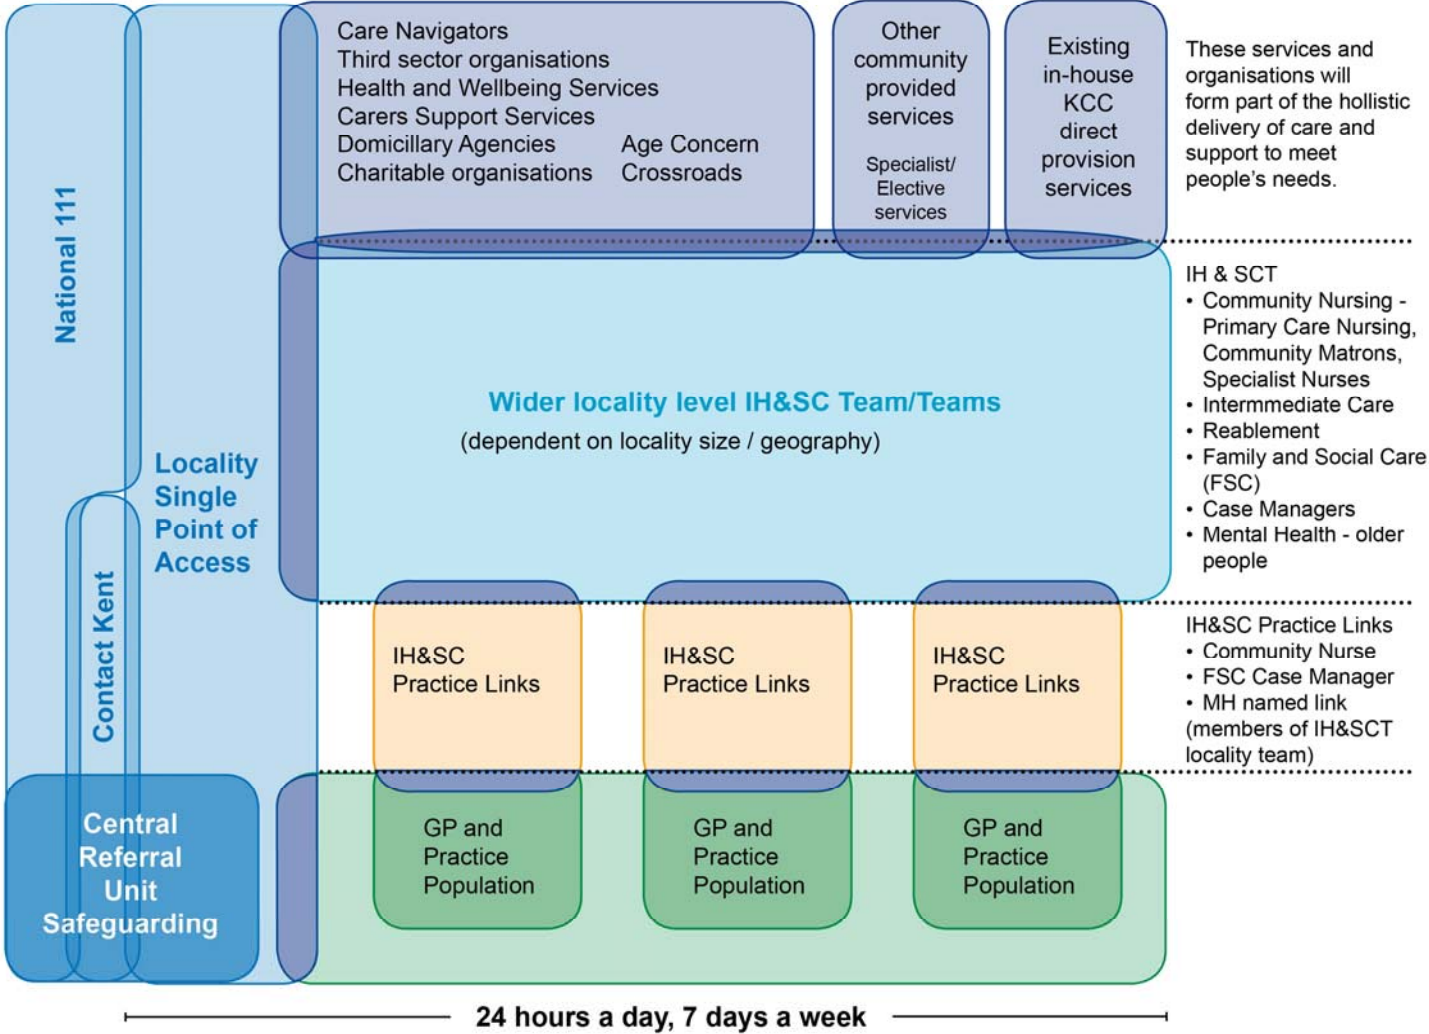 National 111
Contact Kent
Locality
Single
Point of
Access
Central
Referral
Unit
Safeguarding
Care Navigators
Third sector organisations
Health and Wellbeing Services
Carers Support Services
Domicillary Agencies Age Concern
Charitable organisations Crossroads
Other
community
provided
services
Specialist/
Elective
services
Existing
in-house
KCC
direct
provision
services
These services and
organisations will
form part of the hollistic
delivery of care and
support to meet
people's needs.
Wider locality level IH&SC Team/Teams
(dependent on locality size / geography)
IH & SCT
• Community Nursing -
Primary Care Nursing,
Community Matrons,
Specialist Nurses
• Intermmediate Care
• Reablement
• Family and Social Care
(FSC)
• Case Managers
• Mental Health - older
people
IH&SC
Practice Links
IH&SC
Practice Links
IH&SC
Practice Links
IH&SC Practice Links
• Community Nurse
• FSC Case Manager
• MH named link
(members of IH&SCT
locality team)
GP and
Practice
Population
GP and
Practice
Population
GP and
Practice
Population
24 hours a day, 7 days a week